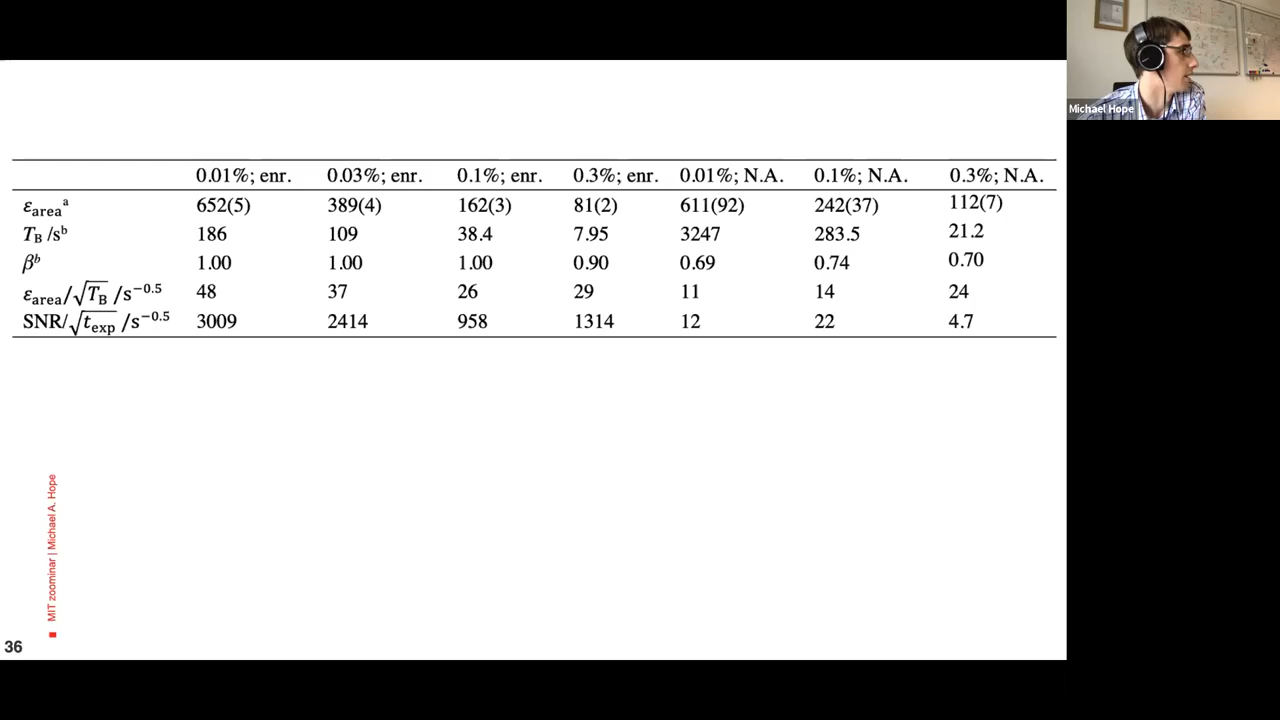 0.01%; enr. 0.03%; enr. 0.1%; enr. 0.3%; enr. 0.01%; N.A. 0.1%; N.A. 0.3%; N.A.
εarea^a 652(5) 389(4) 162(3) 81(2) 611(92) 242(37) 112(7)
T_B /s^b 186 109 38.4 7.95 3247 283.5 21.2
β^b 1.00 1.00 1.00 0.90 0.69 0.74 0.70
εarea/√T_B /s^−0.5 48 37 26 29 11 14 24
SNR/√t_exp /s^−0.5 3009 2414 958 1314 12 22 4.7
MIT zoominar | Michael A. Hope
36
Michael Hope